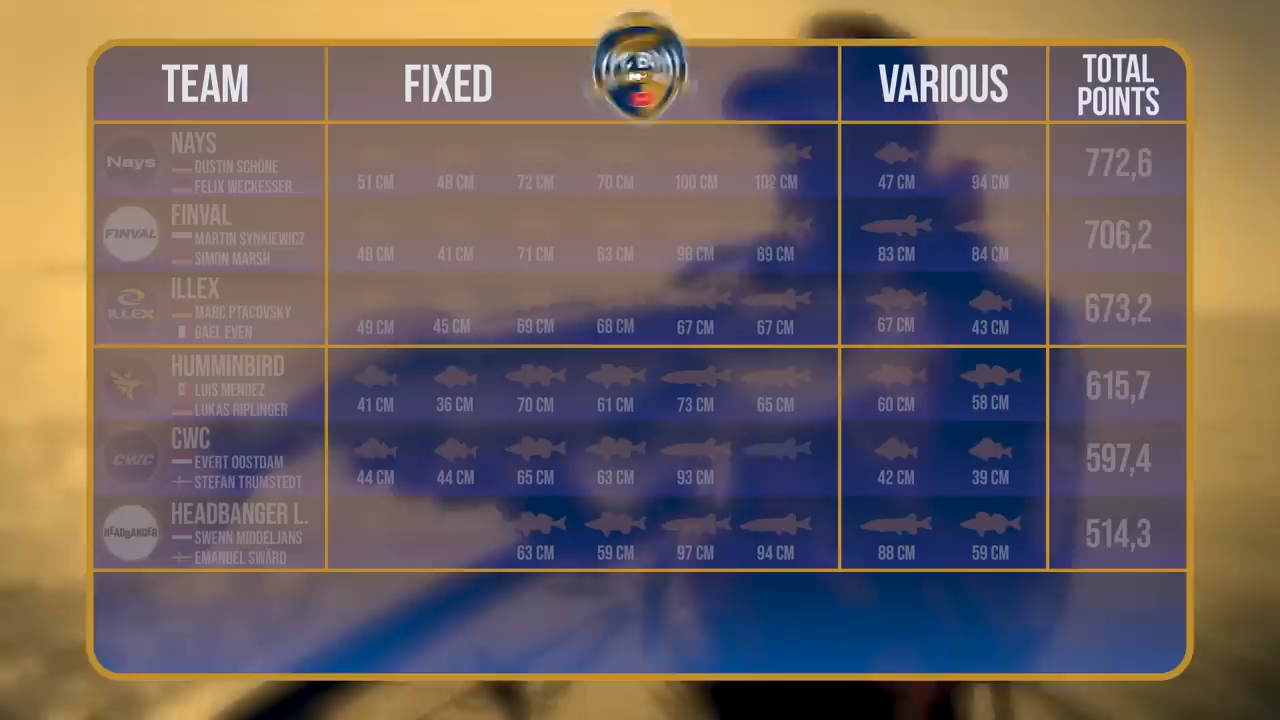 TEAM FIXED VARIOUS TOTAL POINTS
Nays NAYS
DUSTIN SCHÖNE
FELIX WECKESSER
51 CM 48 CM 72 CM 70 CM 100 CM 102 CM 47 CM 94 CM 772,6
FINVAL FINVAL
MARTIN SYNKIEWICZ
SIMON MARSH
48 CM 41 CM 71 CM 63 CM 98 CM 89 CM 83 CM 84 CM 706,2
ILLEX ILLEX
MARC PTACOVSKY
GAEL EVEN
49 CM 45 CM 69 CM 68 CM 67 CM 67 CM 67 CM 43 CM 673,2
HUMMINBIRD
LUIS MENDEZ
LUKAS RIPLINGER
41 CM 36 CM 70 CM 61 CM 73 CM 65 CM 60 CM 58 CM 615,7
CWC CWC
EVERT OOSTDAM
STEFAN TRUMSTEDT
44 CM 44 CM 65 CM 63 CM 93 CM 42 CM 39 CM 597,4
HEADBANGER HEADBANGER L.
SWENN MIDDELJANS
EMANUEL SWÄRD
63 CM 59 CM 97 CM 94 CM 88 CM 59 CM 514,3